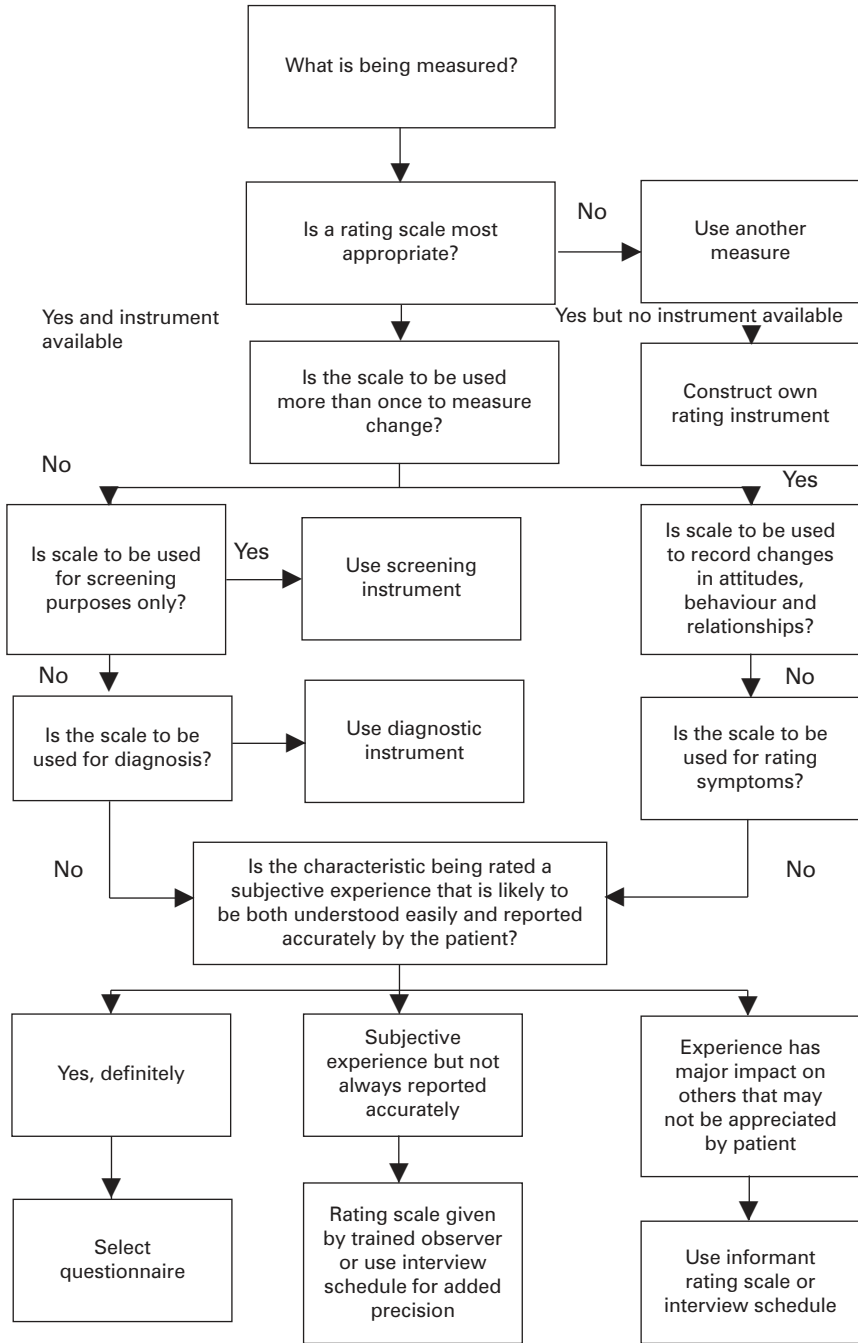 What is being measured?
Is a rating scale most
appropriate?
No
Use another
measure
Yes and instrument
available
Yes but no instrument available
Is the scale to be used
more than once to measure
change?
Construct own
rating instrument
No
Yes
Is scale to be used
for screening
purposes only?
Yes
Use screening
instrument
Is scale to be used
to record changes
in attitudes,
behaviour and
relationships?
No
No
Is the scale to be
used for diagnosis?
Use diagnostic
instrument
Is the scale to be
used for rating
symptoms?
No
Is the characteristic being rated a
subjective experience that is likely to
be both understood easily and reported
accurately by the patient?
No
Yes, definitely
Subjective
experience but not
always reported
accurately
Experience has
major impact on
others that may
not be appreciated
by patient
Select
questionnaire
Rating scale given
by trained observer
or use interview
schedule for added
precision
Use informant
rating scale or
interview schedule